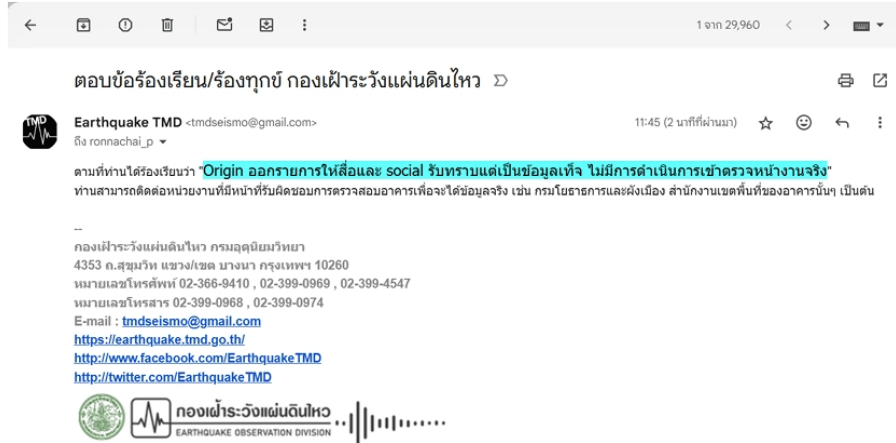 1 จาก 29,960
ตอบข้อร้องเรียน/ร้องทุกข์ กองเฝ้าระวังแผ่นดินไหว
TMD
Earthquake TMD <tmdseismo@gmail.com>
11:45 (2 นาทีที่ผ่านมา)
ถึง ronnachai_p
ตามที่ท่านได้ร้องเรียนว่า "Origin ออกรายการให้สื่อและ social รับทราบแต่เป็นข้อมูลเท็จ ไม่มีการดำเนินการเข้าตรวจหน้างานจริง"
ท่านสามารถติดต่อหน่วยงานที่มีหน้าที่รับผิดชอบการตรวจสอบอาคารเพื่อจะได้ข้อมูลจริง เช่น กรมโยธาธิการและผังเมือง สำนักงานเขตพื้นที่ของอาคารนั้นๆ เป็นต้น
--
กองเฝ้าระวังแผ่นดินไหว กรมอุตุนิยมวิทยา
4353 ถ.สุขุมวิท แขวง/เขต บางนา กรุงเทพฯ 10260
หมายเลขโทรศัพท์ 02-366-9410 , 02-399-0969 , 02-399-4547
หมายเลขโทรสาร 02-399-0968 , 02-399-0974
E-mail : tmdseismo@gmail.com
https://earthquake.tmd.go.th/
http://www.facebook.com/EarthquakeTMD
http://twitter.com/EarthquakeTMD
กองเฝ้าระวังแผ่นดินไหว
EARTHQUAKE OBSERVATION DIVISION